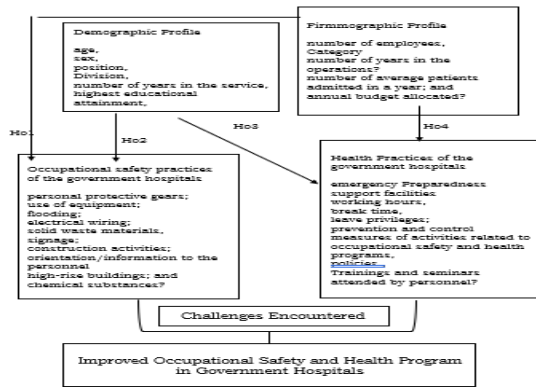 Demographic Profile
age,
sex,
position,
Division,
number of years in the service,
highest educational
attainment,
Firmmographic Profile
number of employees,
Category
number of years in the
operations?
number of average patients
admitted in a year; and
annual budget allocated?
Ho1
Ho2
Ho3
Ho4
Occupational safety practices
of the government hospitals
personal protective gears;
use of equipment;
flooding;
electrical wiring;
solid waste materials,
signage;
construction activities;
orientation/information to the
personnel
high-rise buildings; and
chemical substances?
Health Practices of the
government hospitals
emergency Preparedness
support facilities
working hours,
break time,
leave privileges;
prevention and control
measures of activities related to
occupational safety and health
programs,
policies,
Trainings and seminars
attended by personnel?
Challenges Encountered
Improved Occupational Safety and Health Program
in Government Hospitals